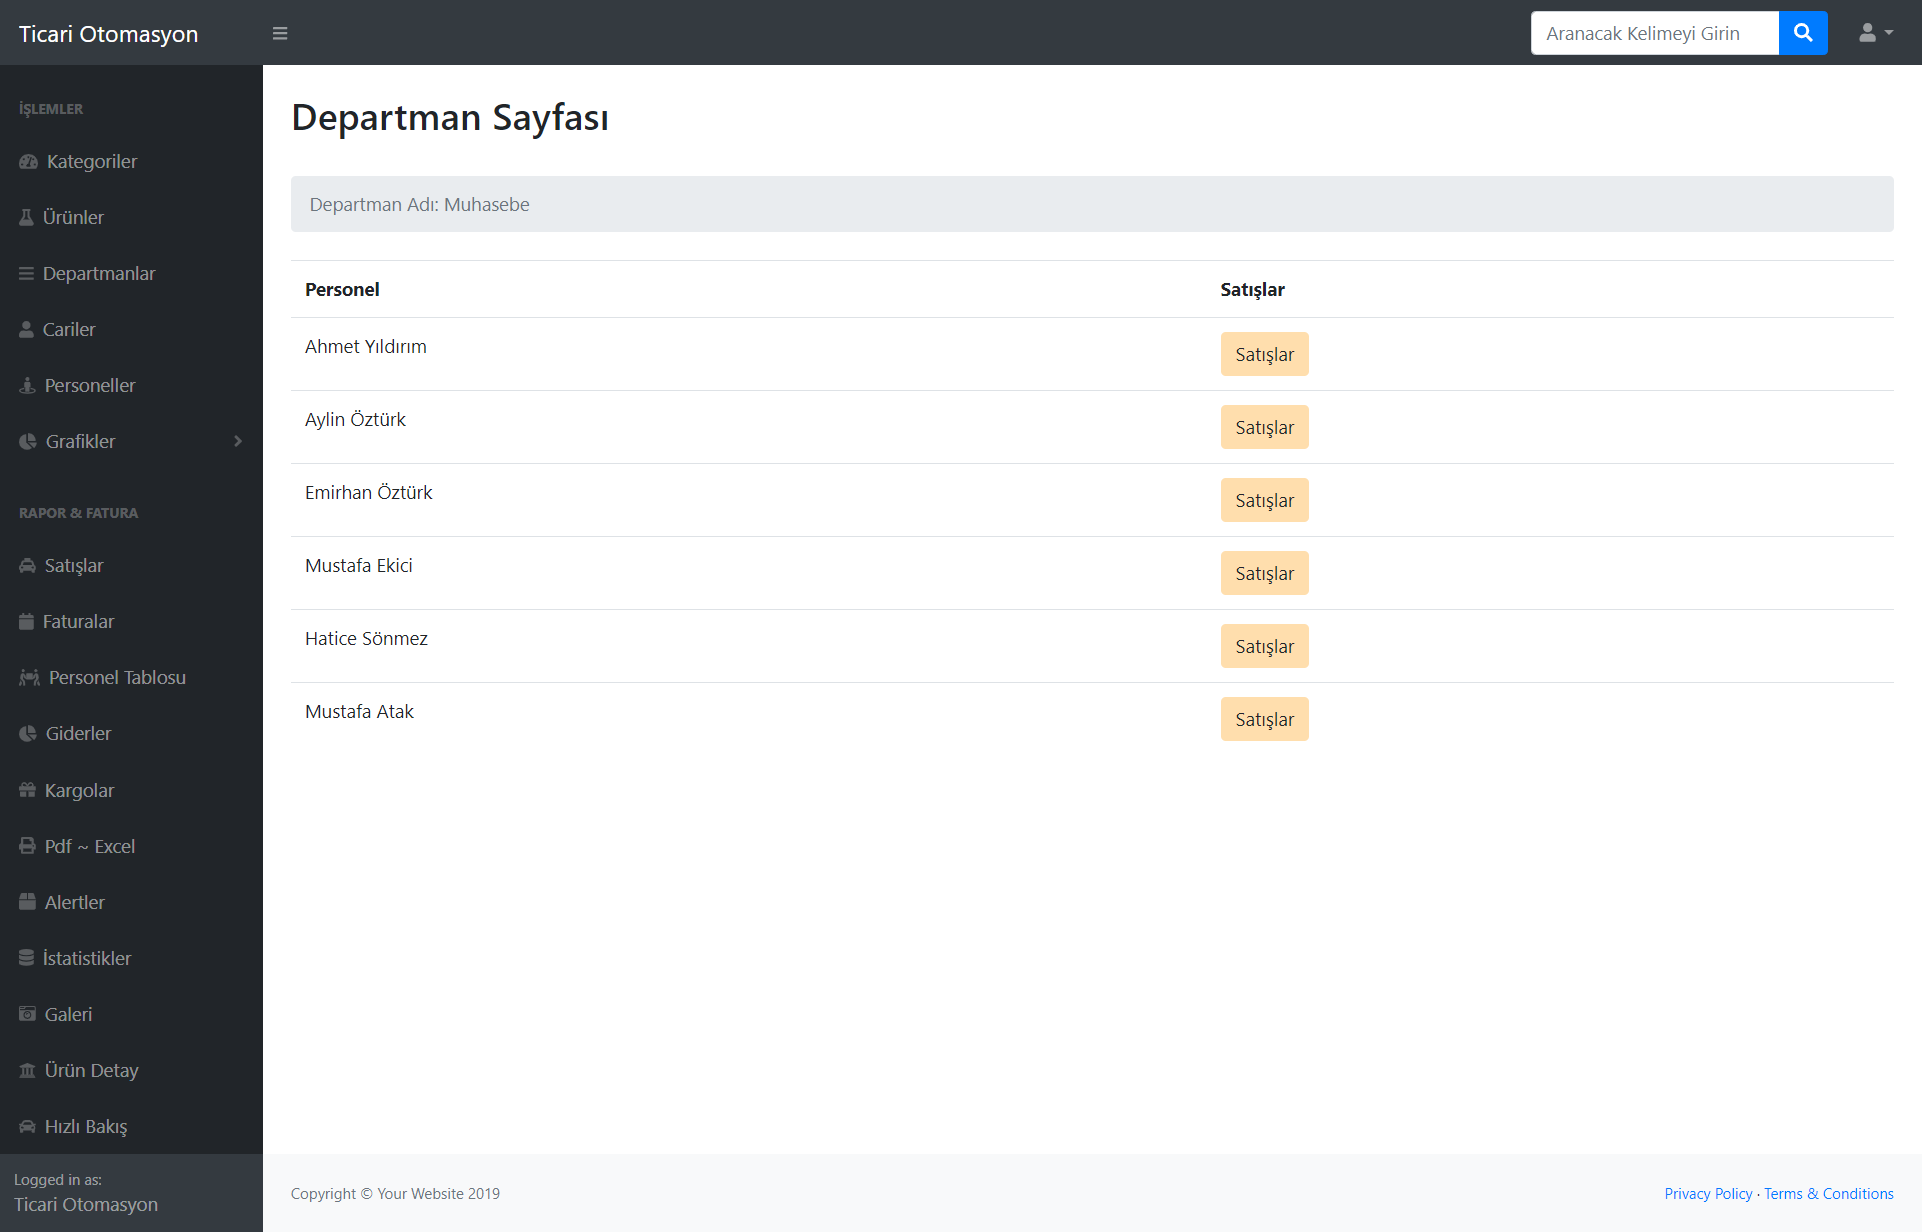 Ticari Otomasyon
Aranacak Kelimeyi Girin
İŞLEMLER
Kategoriler
Ürünler
Departmanlar
Cariler
Personeller
Grafikler
RAPOR & FATURA
Satışlar
Faturalar
Personel Tablosu
Giderler
Kargolar
Pdf ~ Excel
Alertler
İstatistikler
Galeri
Ürün Detay
Hızlı Bakış
Logged in as:
Ticari Otomasyon
Departman Sayfası
Departman Adı: Muhasebe
Personel Satışlar
Ahmet Yıldırım Satışlar
Aylin Öztürk Satışlar
Emirhan Öztürk Satışlar
Mustafa Ekici Satışlar
Hatice Sönmez Satışlar
Mustafa Atak Satışlar
Copyright © Your Website 2019
Privacy Policy · Terms & Conditions